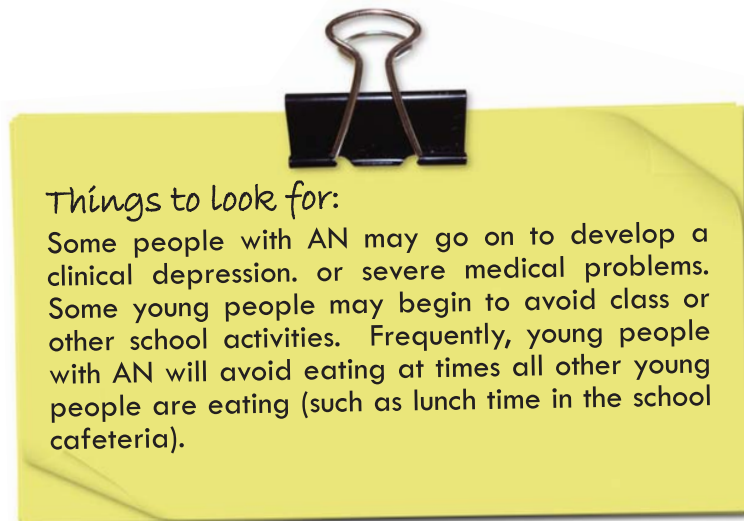 Things to look for:
Some people with AN may go on to develop a
clinical depression. or severe medical problems.
Some young people may begin to avoid class or
other school activities. Frequently, young people
with AN will avoid eating at times all other young
people are eating (such as lunch time in the school
cafeteria).